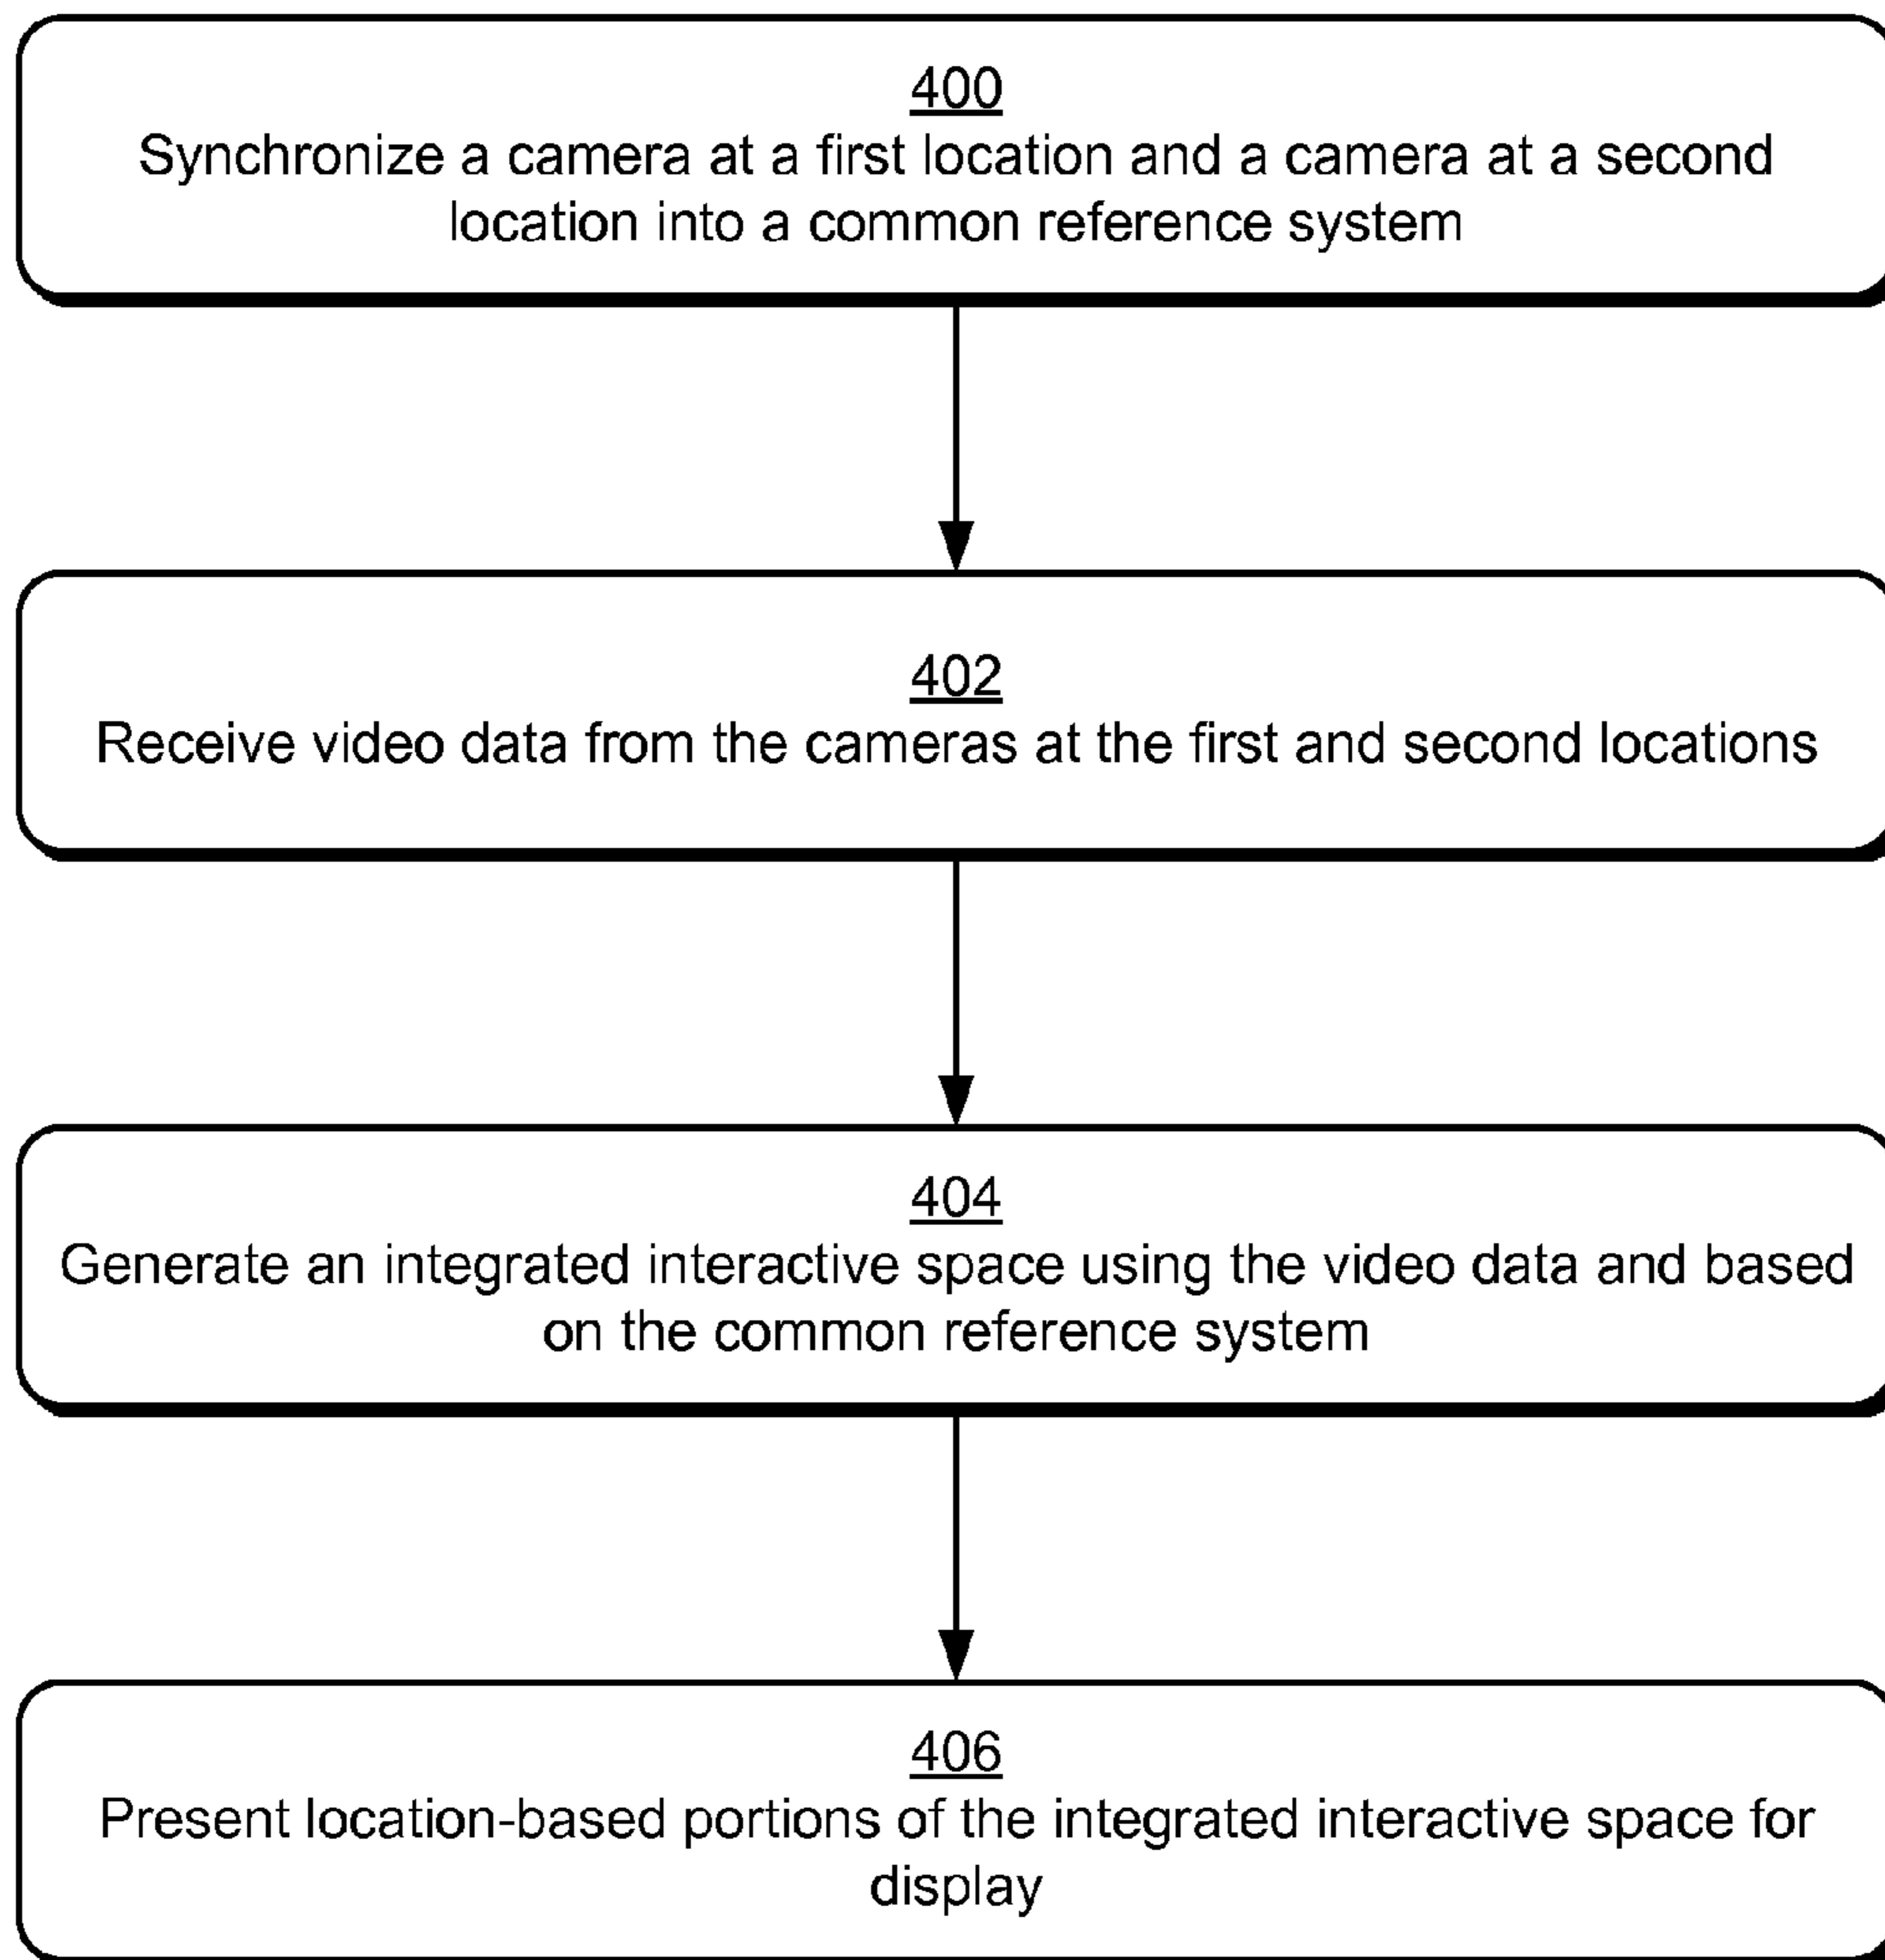 400
Synchronize a camera at a first location and a camera at a second
location into a common reference system
402
Receive video data from the cameras at the first and second locations
404
Generate an integrated interactive space using the video data and based
on the common reference system
406
Present location-based portions of the integrated interactive space for
display